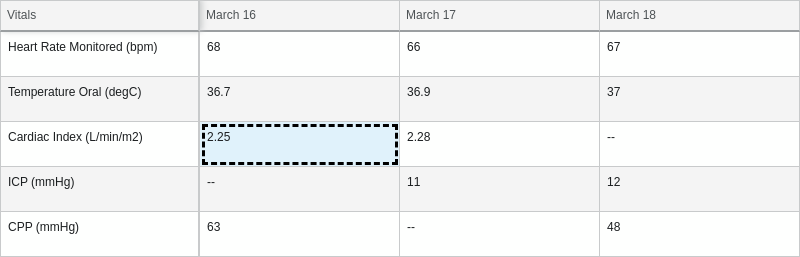 Vitals March 16 March 17 March 18
Heart Rate Monitored (bpm) 68 66 67
Temperature Oral (degC) 36.7 36.9 37
Cardiac Index (L/min/m2) 2.25 2.28 --
ICP (mmHg) -- 11 12
CPP (mmHg) 63 -- 48